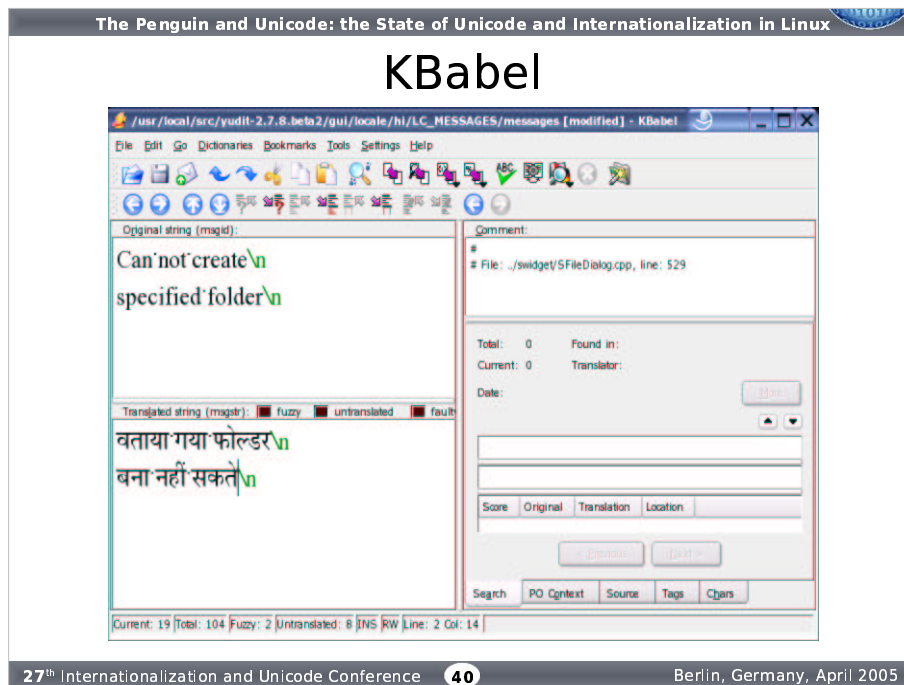 The Penguin and Unicode: the State of Unicode and Internationalization in Linux
KBabel
/usr/local/src/yudit-2.7.8.beta2/gui/locale/hi/LC_MESSAGES/messages [modified] - KBabel
File Edit Go Dictionaries Bookmarks Tools Settings Help
Original string (msgid):
Can·not·create\n
specified·folder\n
Translated string (msgstr): fuzzy untranslated fault
वताया·गया·फोल्डर\n
बना·नहीं·सकते\n
Comment:
#
# File: ../swidget/SFileDialog.cpp, line: 529
Total: 0 Found in:
Current: 0 Translator:
Date:
More
Score Original Translation Location
< Previous Next >
Search PO Context Source Tags Chars
Current: 19 Total: 104 Fuzzy: 2 Untranslated: 8 INS RW Line: 2 Col: 14
27th Internationalization and Unicode Conference 40 Berlin, Germany, April 2005